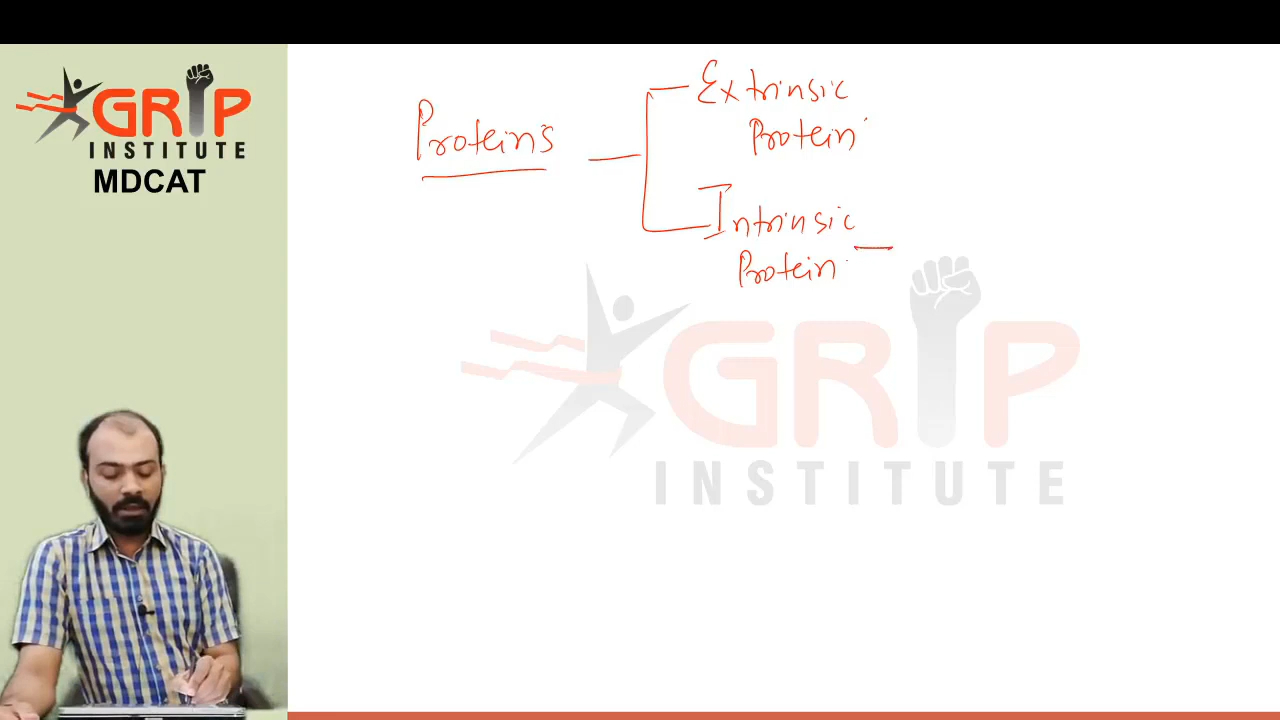 GRIP
INSTITUTE
MDCAT
Proteins
Extrinsic
Protein
Intrinsic
Protein
GRIP
INSTITUTE